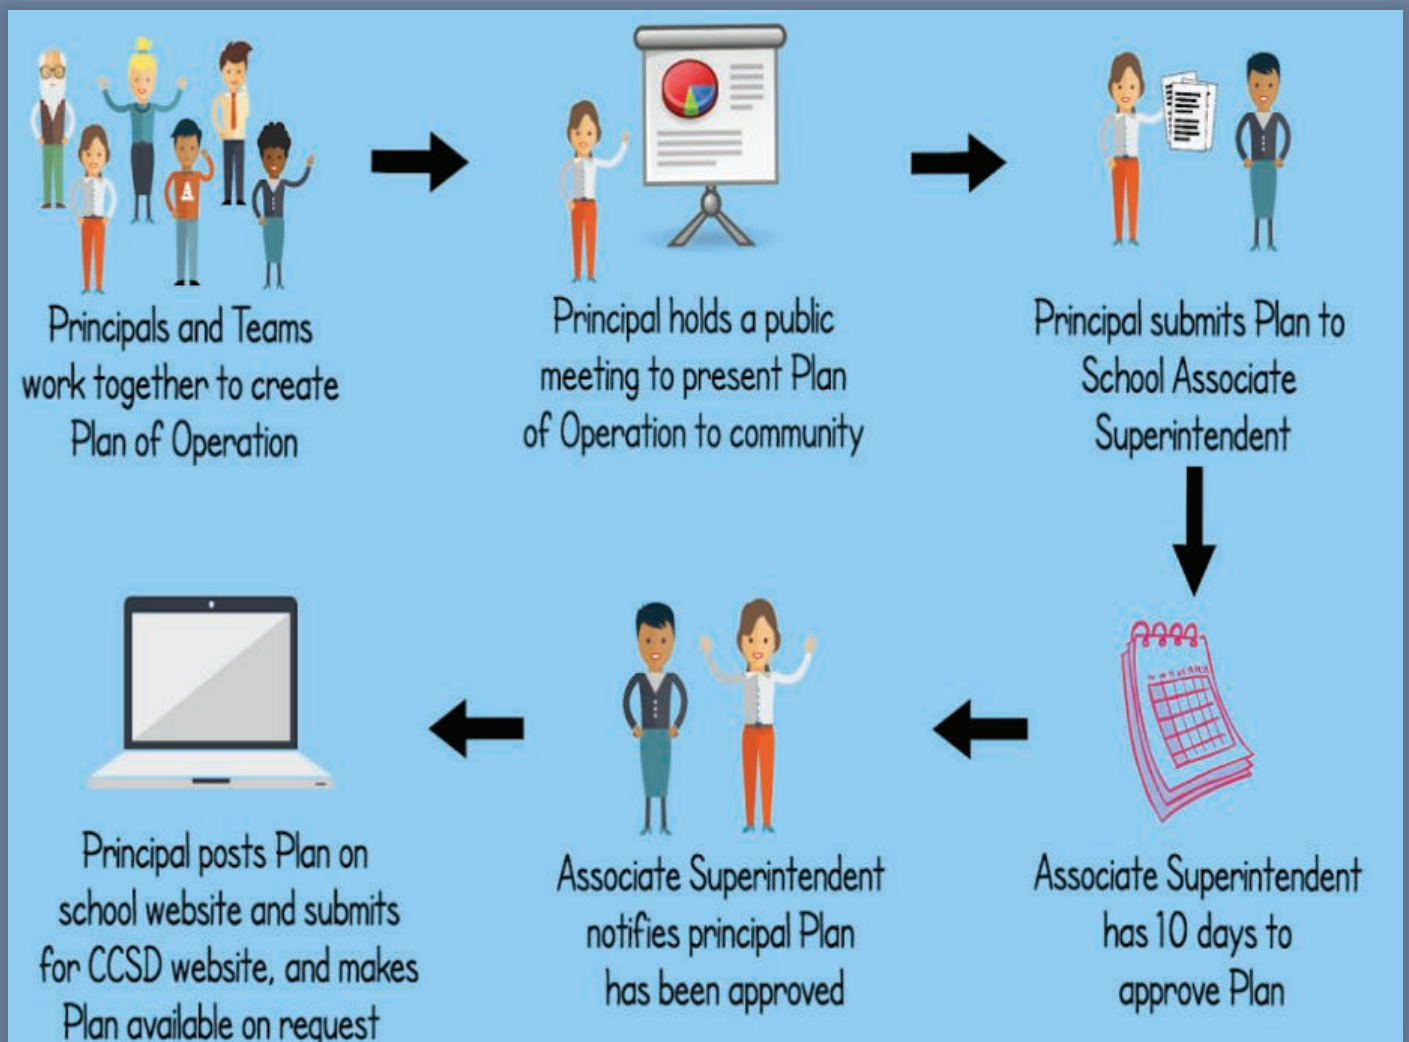 A
Principals and Teams
work together to create
Plan of Operation
Principal holds a public
meeting to present Plan
of Operation to community
Principal submits Plan to
School Associate
Superintendent
Associate Superintendent
has 10 days to
approve Plan
Associate Superintendent
notifies principal Plan
has been approved
Principal posts Plan on
school website and submits
for CCSD website, and makes
Plan available on request